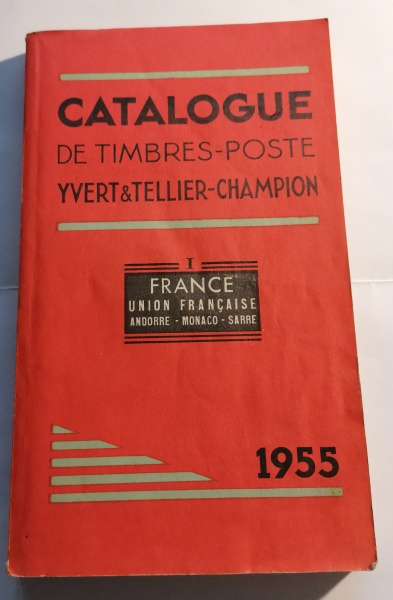 CATALOGUE
DE TIMBRES-POSTE
YVERT&TELLIER-CHAMPION
I
FRANCE
UNION FRANÇAISE
ANDORRE - MONACO - SARRE
1955